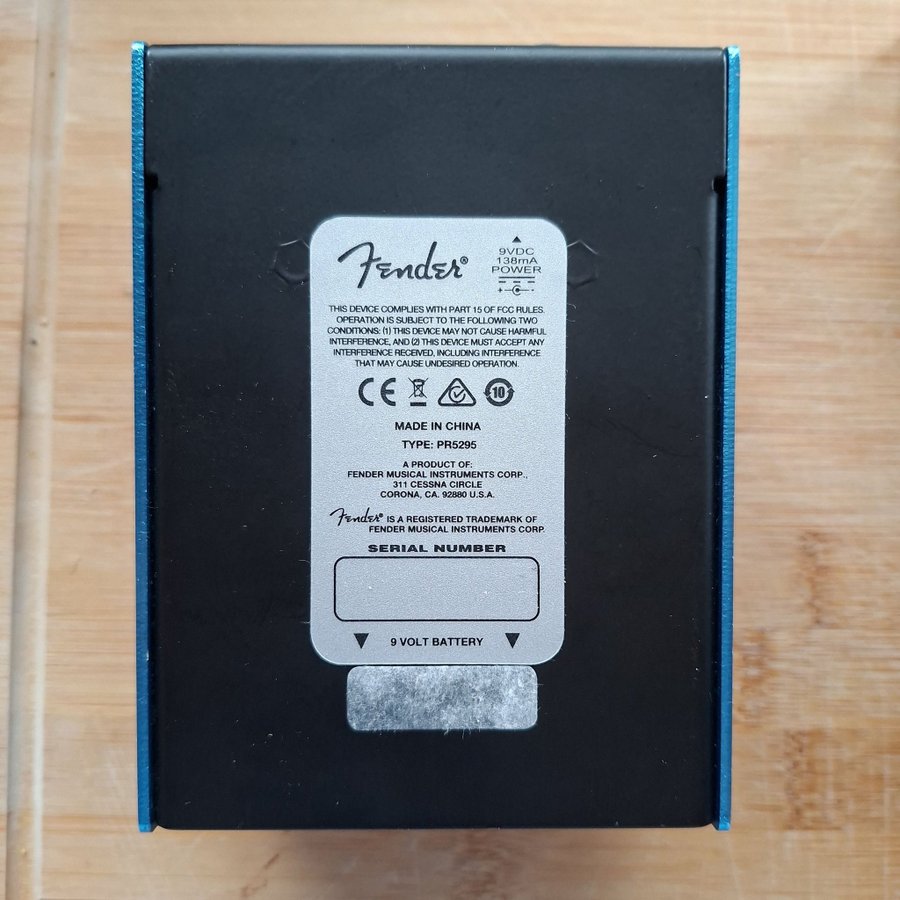 Fender®
9VDC
138mA
POWER
THIS DEVICE COMPLIES WITH PART 15 OF FCC RULES.
OPERATION IS SUBJECT TO THE FOLLOWING TWO
CONDITIONS: (1) THIS DEVICE MAY NOT CAUSE HARMFUL
INTERFERENCE, AND (2) THIS DEVICE MUST ACCEPT ANY
INTERFERENCE RECEIVED, INCLUDING INTERFERENCE
THAT MAY CAUSE UNDESIRED OPERATION.
CE 10
MADE IN CHINA
TYPE: PR5295
A PRODUCT OF:
FENDER MUSICAL INSTRUMENTS CORP.,
311 CESSNA CIRCLE
CORONA, CA. 92880 U.S.A.
Fender® IS A REGISTERED TRADEMARK OF
FENDER MUSICAL INSTRUMENTS CORP.
SERIAL NUMBER
9 VOLT BATTERY